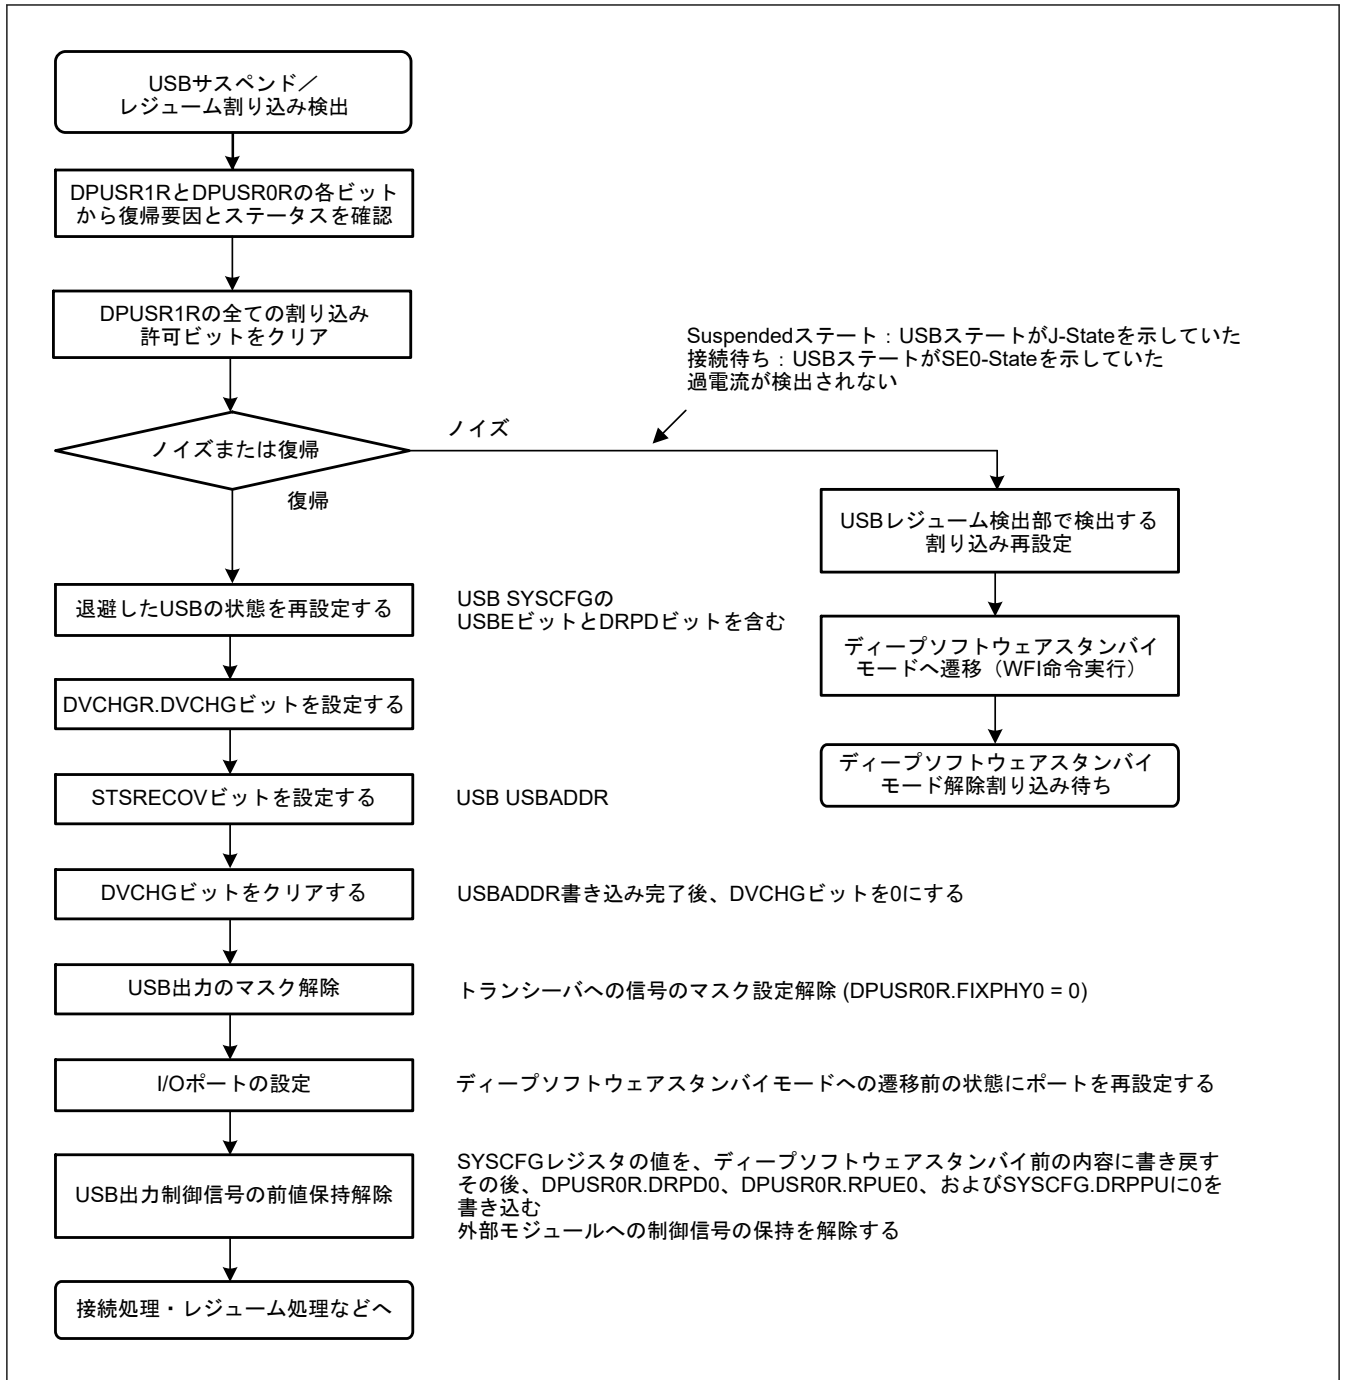 USBサスペンド／
レジューム割り込み検出
DPUSR1RとDPUSR0Rの各ビット
から復帰要因とステータスを確認
DPUSR1Rの全ての割り込み
許可ビットをクリア
Suspendedステート：USBステートがJ-Stateを示していた
接続待ち：USBステートがSE0-Stateを示していた
過電流が検出されない
ノイズまたは復帰
ノイズ
復帰
USBレジューム検出部で検出する
割り込み再設定
ディープソフトウェアスタンバイ
モードへ遷移（WFI命令実行）
ディープソフトウェアスタンバイ
モード解除割り込み待ち
退避したUSBの状態を再設定する
USB SYSCFGの
USBEビットとDRPDビットを含む
DVCHGR.DVCHGビットを設定する
STSRECOVビットを設定する
USB USBADDR
DVCHGビットをクリアする
USBADDR書き込み完了後、DVCHGビットを0にする
USB出力のマスク解除
トランシーバへの信号のマスク設定解除 (DPUSR0R.FIXPHY0 = 0)
I/Oポートの設定
ディープソフトウェアスタンバイモードへの遷移前の状態にポートを再設定する
USB出力制御信号の前値保持解除
SYSCFGレジスタの値を、ディープソフトウェアスタンバイ前の内容に書き戻す
その後、DPUSR0R.DRPD0、DPUSR0R.RPUE0、およびSYSCFG.DRPPUに0を
書き込む
外部モジュールへの制御信号の保持を解除する
接続処理・レジューム処理などへ